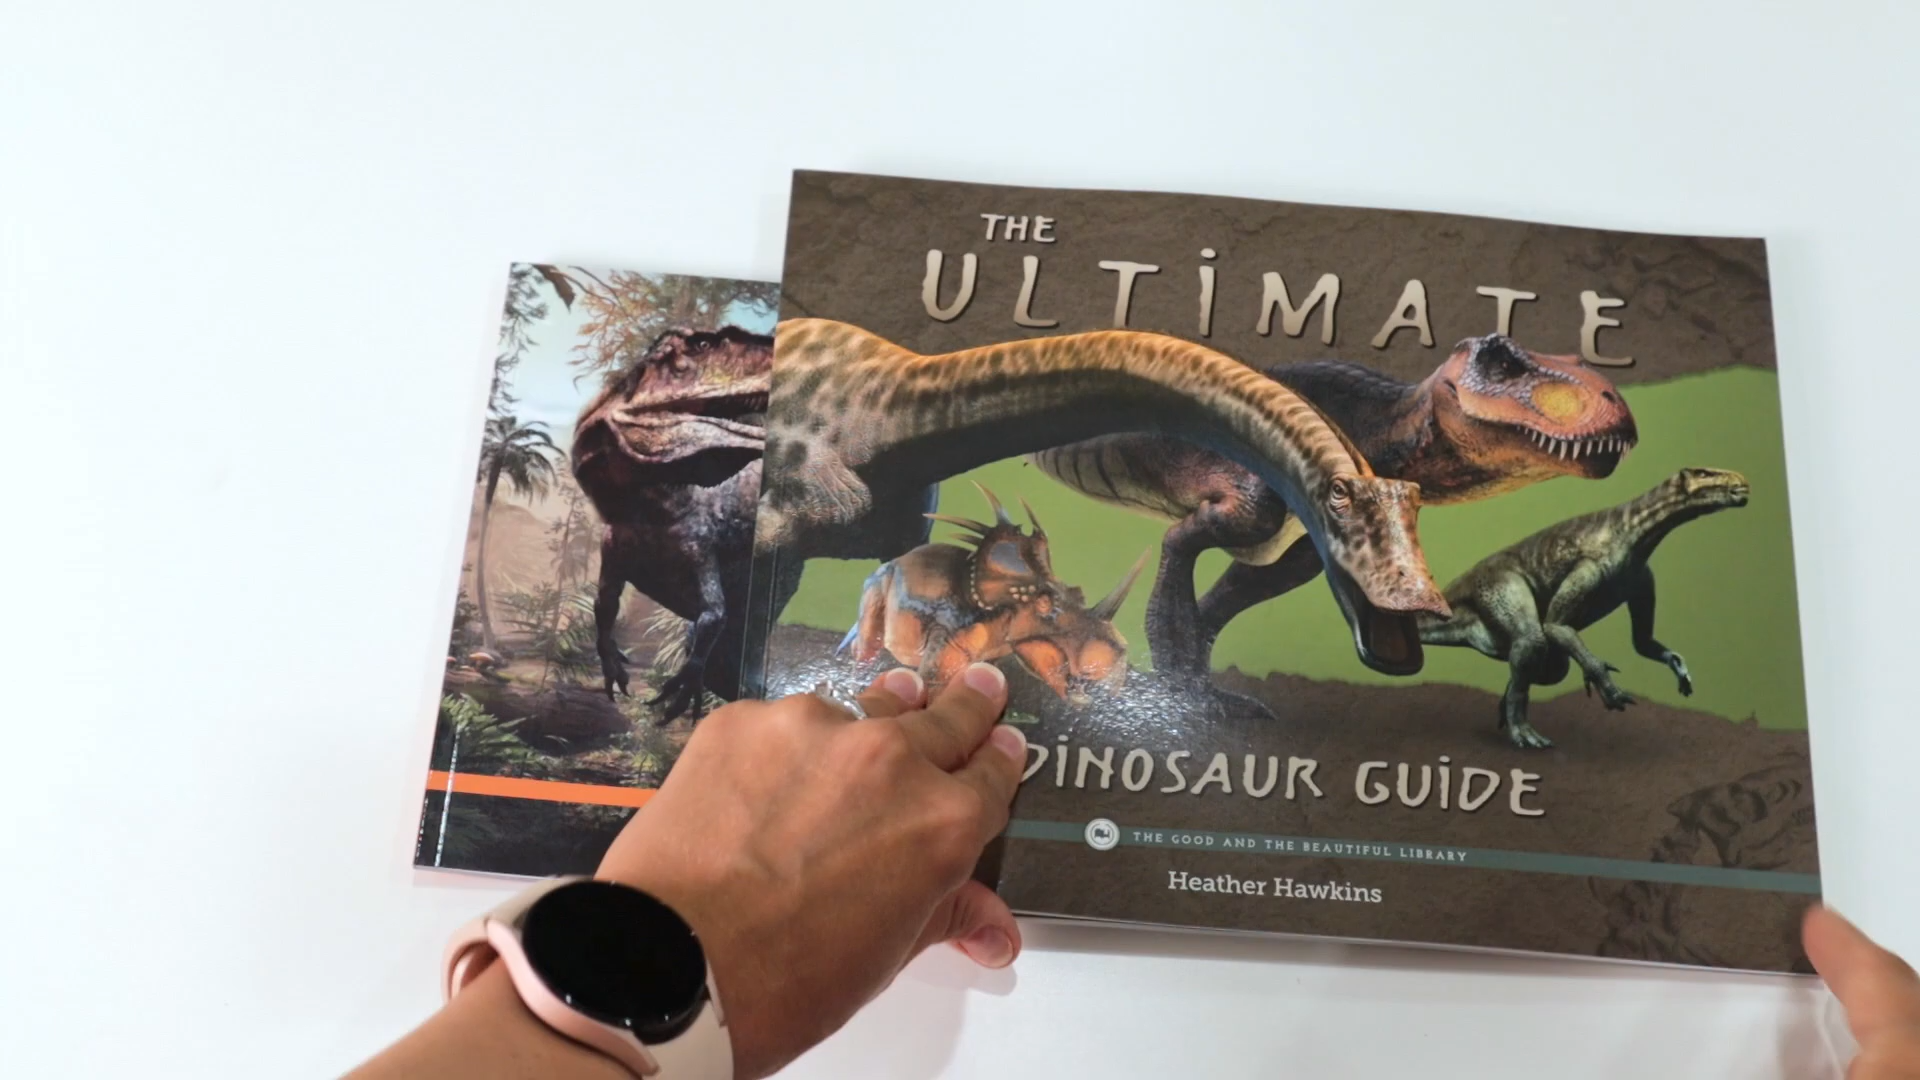 THE
ULTIMATE
DINOSAUR GUIDE
THE GOOD AND THE BEAUTIFUL LIBRARY
Heather Hawkins